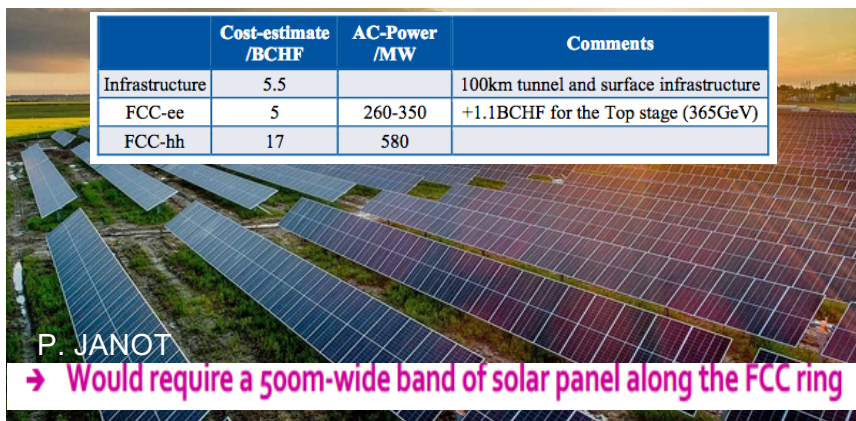 Cost-estimate AC-Power Comments
/BCHF /MW
Infrastructure 5.5 100km tunnel and surface infrastructure
FCC-ee 5 260-350 +1.1BCHF for the Top stage (365GeV)
FCC-hh 17 580
P. JANOT
→ Would require a 500m-wide band of solar panel along the FCC ring